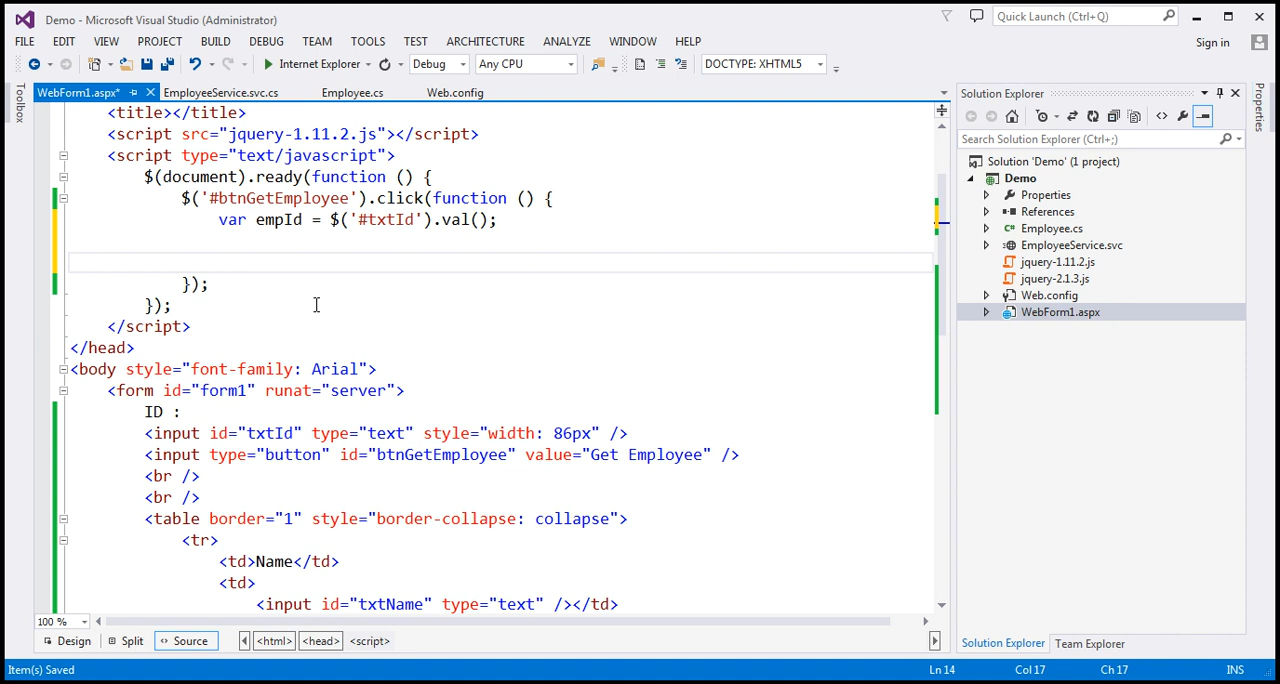 Demo - Microsoft Visual Studio (Administrator)
Quick Launch (Ctrl+Q)
FILE EDIT VIEW PROJECT BUILD DEBUG TEAM TOOLS TEST ARCHITECTURE ANALYZE WINDOW HELP
Sign in
Internet Explorer Debug Any CPU DOCTYPE: XHTML5
Toolbox
WebForm1.aspx* EmployeeService.svc.cs Employee.cs Web.config
<title></title>
<script src="jquery-1.11.2.js"></script>
<script type="text/javascript">
$(document).ready(function () {
$('#btnGetEmployee').click(function () {
var empId = $('#txtId').val();
});
});
</script>
</head>
<body style="font-family: Arial">
<form id="form1" runat="server">
ID :
<input id="txtId" type="text" style="width: 86px" />
<input type="button" id="btnGetEmployee" value="Get Employee" />
<br />
<br />
<table border="1" style="border-collapse: collapse">
<tr>
<td>Name</td>
<td>
<input id="txtName" type="text" /></td>
100 %
Design Split Source <html> <head> <script>
Solution Explorer
Search Solution Explorer (Ctrl+;)
Solution 'Demo' (1 project)
Demo
Properties
References
Employee.cs
EmployeeService.svc
jquery-1.11.2.js
jquery-2.1.3.js
Web.config
WebForm1.aspx
Solution Explorer Team Explorer
Properties
Item(s) Saved Ln 14 Col 17 Ch 17 INS